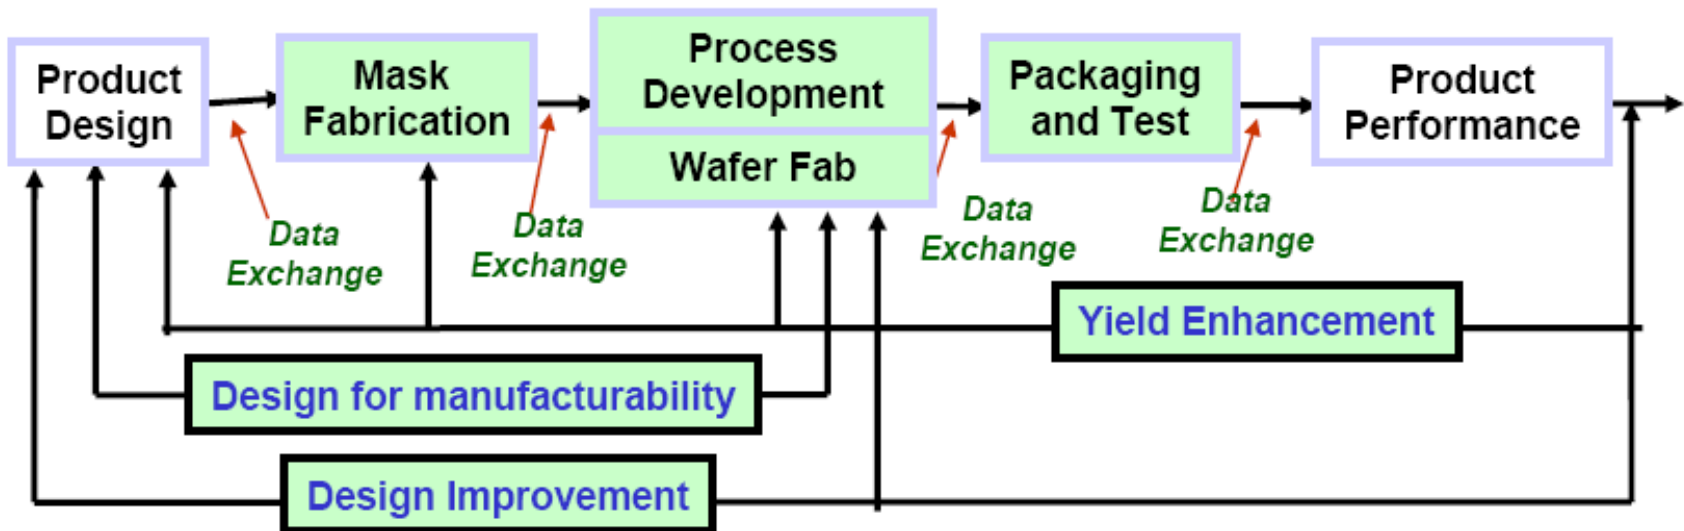 Product
Design
Mask
Fabrication
Process
Development
Wafer Fab
Packaging
and Test
Product
Performance
Data
Exchange
Data
Exchange
Data
Exchange
Data
Exchange
Yield Enhancement
Design for manufacturability
Design Improvement